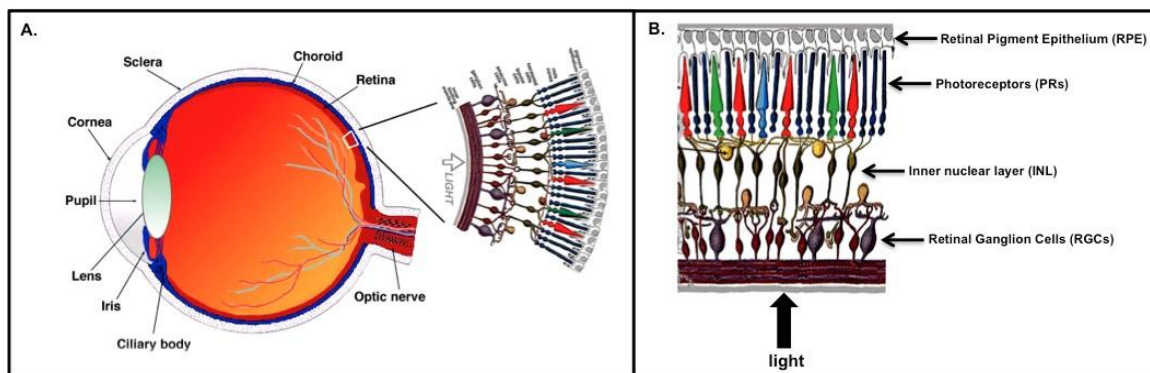 A.
Sclera
Choroid
Retina
Cornea
Pupil
Lens
Iris
Ciliary body
Optic nerve
LIGHT
B.
Retinal Pigment Epithelium (RPE)
Photoreceptors (PRs)
Inner nuclear layer (INL)
Retinal Ganglion Cells (RGCs)
light